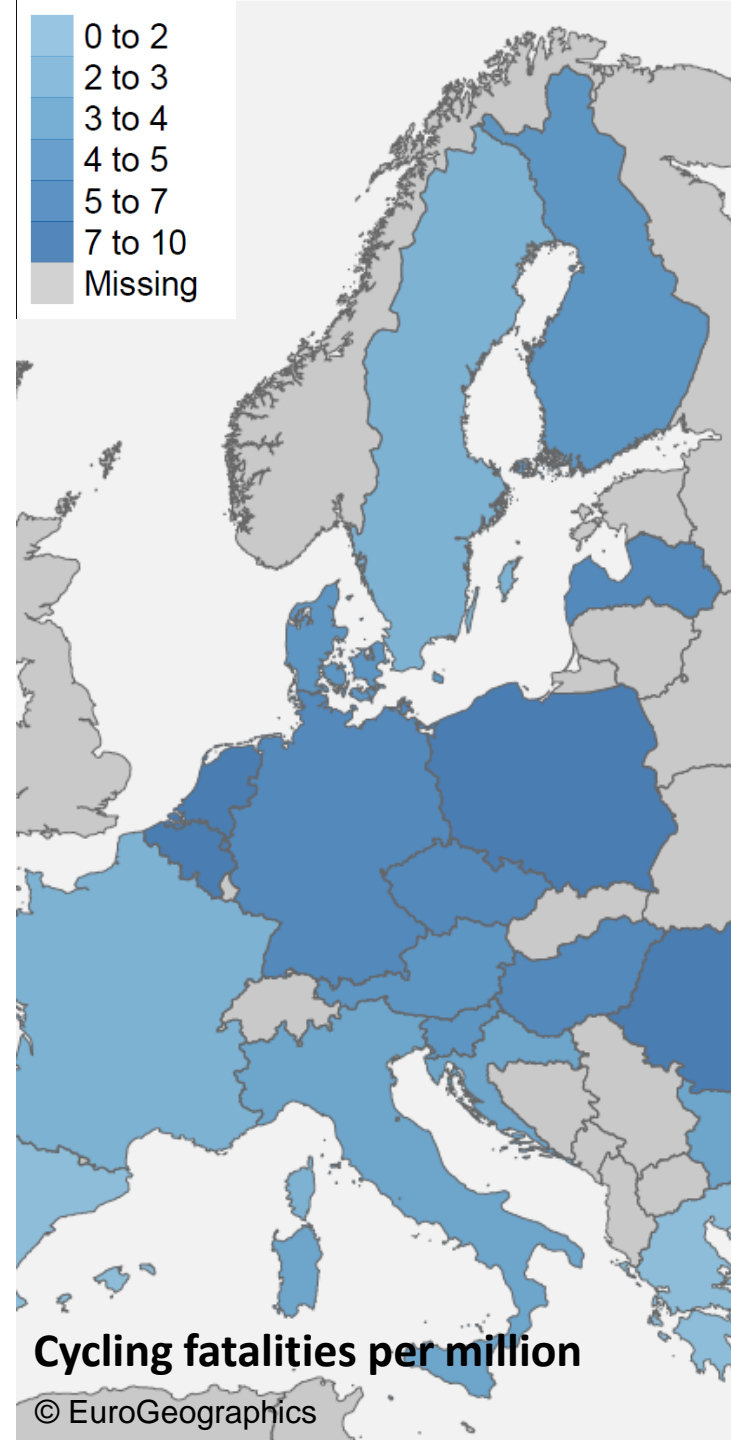 0 to 2
2 to 3
3 to 4
4 to 5
5 to 7
7 to 10
Missing
Cycling fatalities per million
© EuroGeographics